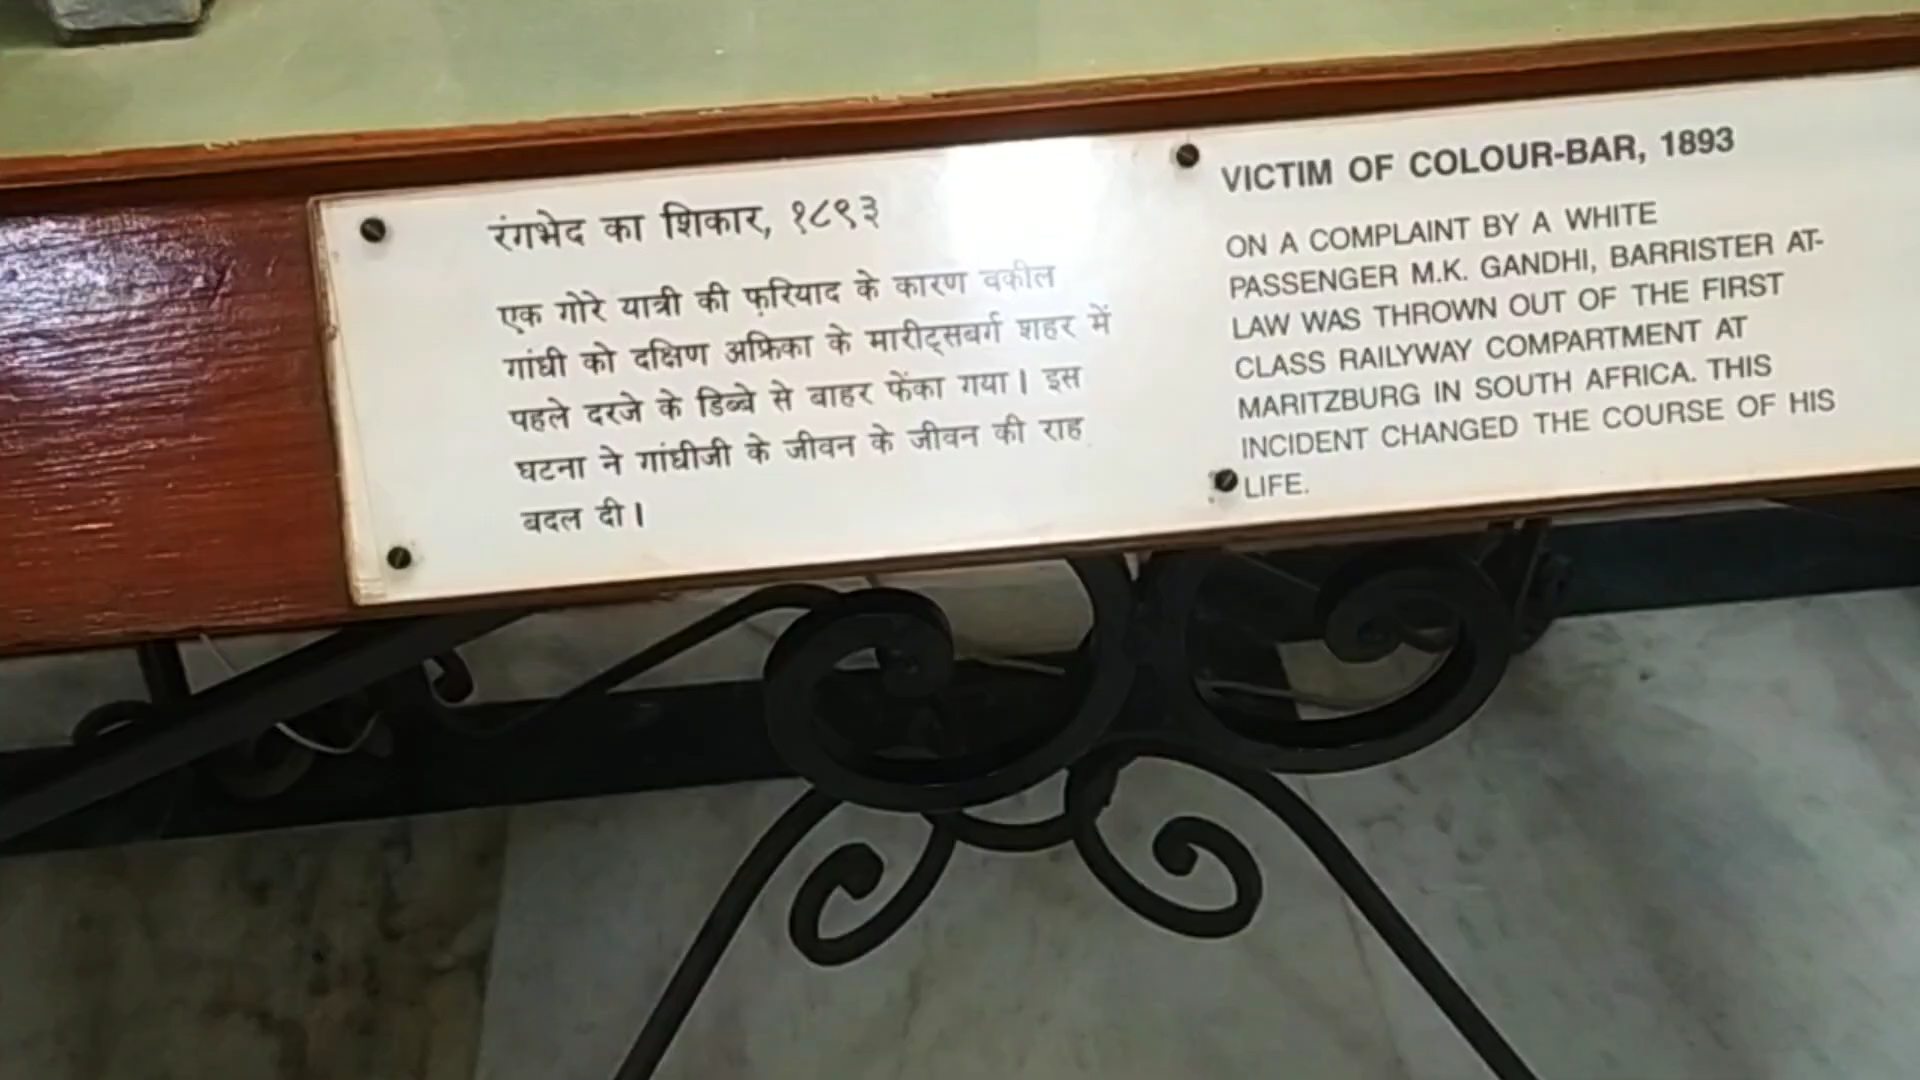 रंगभेद का शिकार, १८९३
एक गोरे यात्री की फ़रियाद के कारण वकील
गांधी को दक्षिण अफ्रिका के मारीट्सबर्ग शहर में
पहले दरजे के डिब्बे से बाहर फेंका गया। इस
घटना ने गांधीजी के जीवन के जीवन की राह
बदल दी।
VICTIM OF COLOUR-BAR, 1893
ON A COMPLAINT BY A WHITE
PASSENGER M.K. GANDHI, BARRISTER AT-
LAW WAS THROWN OUT OF THE FIRST
CLASS RAILYWAY COMPARTMENT AT
MARITZBURG IN SOUTH AFRICA. THIS
INCIDENT CHANGED THE COURSE OF HIS
LIFE.